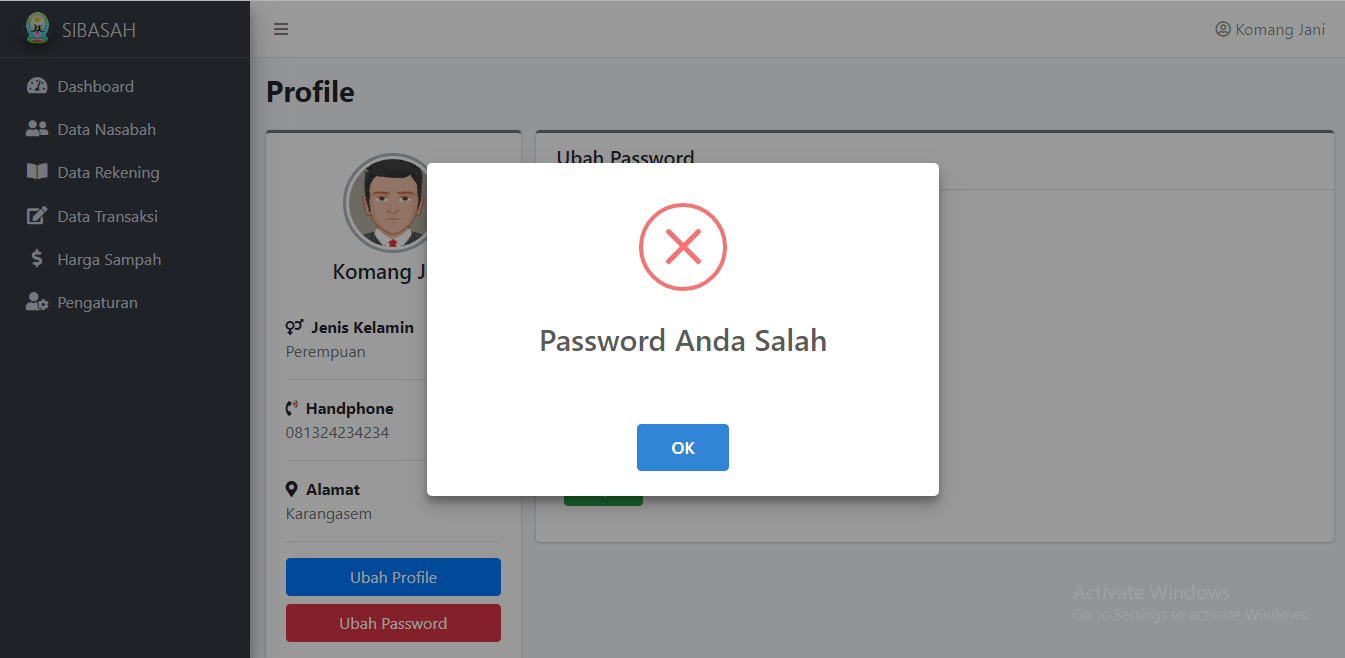 SIBASAH
Komang Jani
Dashboard
Data Nasabah
Data Rekening
Data Transaksi
Harga Sampah
Pengaturan
Profile
Komang J
Jenis Kelamin
Perempuan
Handphone
081324234234
Alamat
Karangasem
Ubah Profile
Ubah Password
Ubah Password
Password Anda Salah
OK
Activate Windows
Go to Settings to activate Windows.